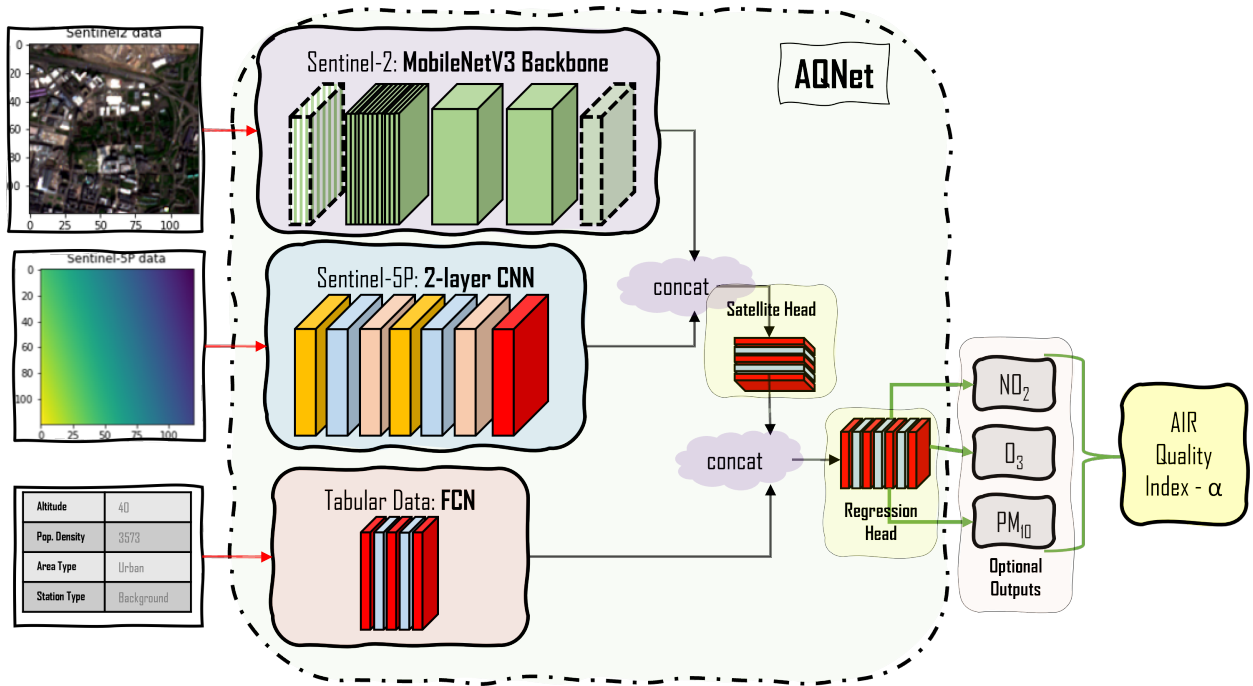 Sentinel2 data
0
20
40
60
80
0
25
50
75
100
Sentinel-5P data
0
20
40
60
80
100
0
25
50
75
100
Altitude 40
Pop. Density 3573
Area Type Urban
Station Type Background
AQNet
Sentinel-2: MobileNetV3 Backbone
Sentinel-5P: 2-layer CNN
Tabular Data: FCN
concat
Satellite Head
concat
Regression
Head
NO2
O3
PM10
Optional
Outputs
AIR
Quality
Index - α